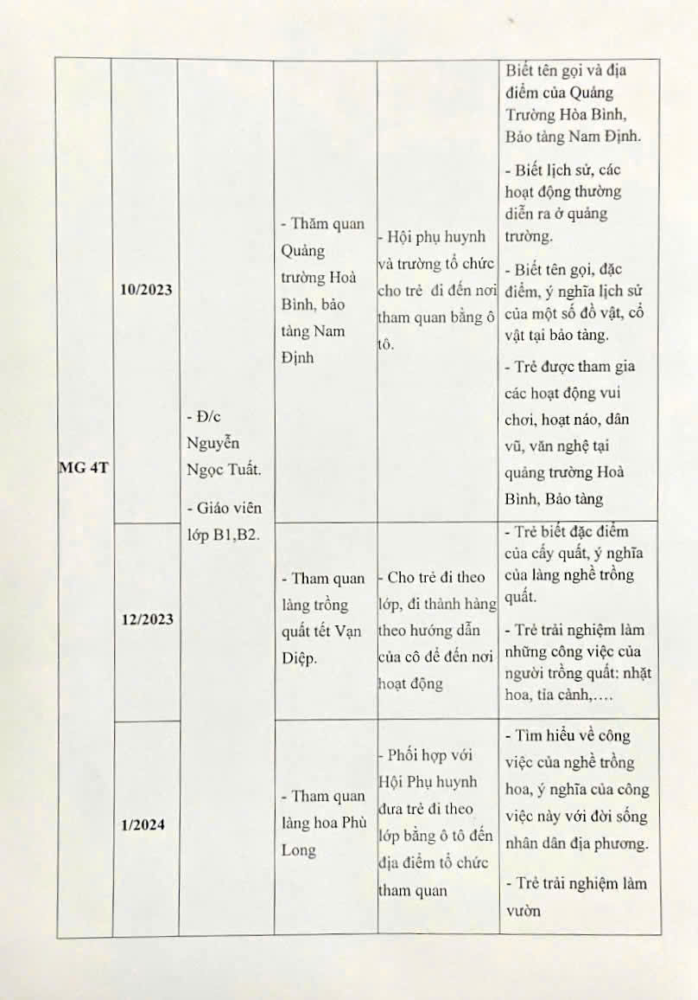 MG 4T
10/2023
- Đ/c
Nguyễn
Ngọc Tuất.
- Giáo viên
lớp B1,B2.
- Thăm quan
Quảng
trường Hoà
Bình, bảo
tàng Nam
Định
- Hội phụ huynh
và trường tổ chức
cho trẻ đi đến nơi
tham quan bằng ô
tô.
Biết tên gọi và địa
điểm của Quảng
Trường Hòa Bình,
Bảo tàng Nam Định.
- Biết lịch sử, các
hoạt động thường
diễn ra ở quảng
trường.
- Biết tên gọi, đặc
điểm, ý nghĩa lịch sử
của một số đồ vật, cổ
vật tại bảo tàng.
- Trẻ được tham gia
các hoạt động vui
chơi, hoạt náo, dân
vũ, văn nghệ tại
quảng trường Hoà
Bình, Bảo tàng
12/2023
- Tham quan
làng trồng
quất tết Vạn
Diệp.
- Cho trẻ đi theo
lớp, đi thành hàng
theo hướng dẫn
của cô để đến nơi
hoạt động
- Trẻ biết đặc điểm
của cấy quất, ý nghĩa
của làng nghề trồng
quất.
- Trẻ trải nghiệm làm
những công việc của
người trồng quất: nhặt
hoa, tỉa cành,….
1/2024
- Tham quan
làng hoa Phù
Long
- Phối hợp với
Hội Phụ huynh
đưa trẻ đi theo
lớp bằng ô tô đến
địa điểm tổ chức
tham quan
- Tìm hiểu về công
việc của nghề trồng
hoa, ý nghĩa của công
việc này với đời sống
nhân dân địa phương.
- Trẻ trải nghiệm làm
vườn